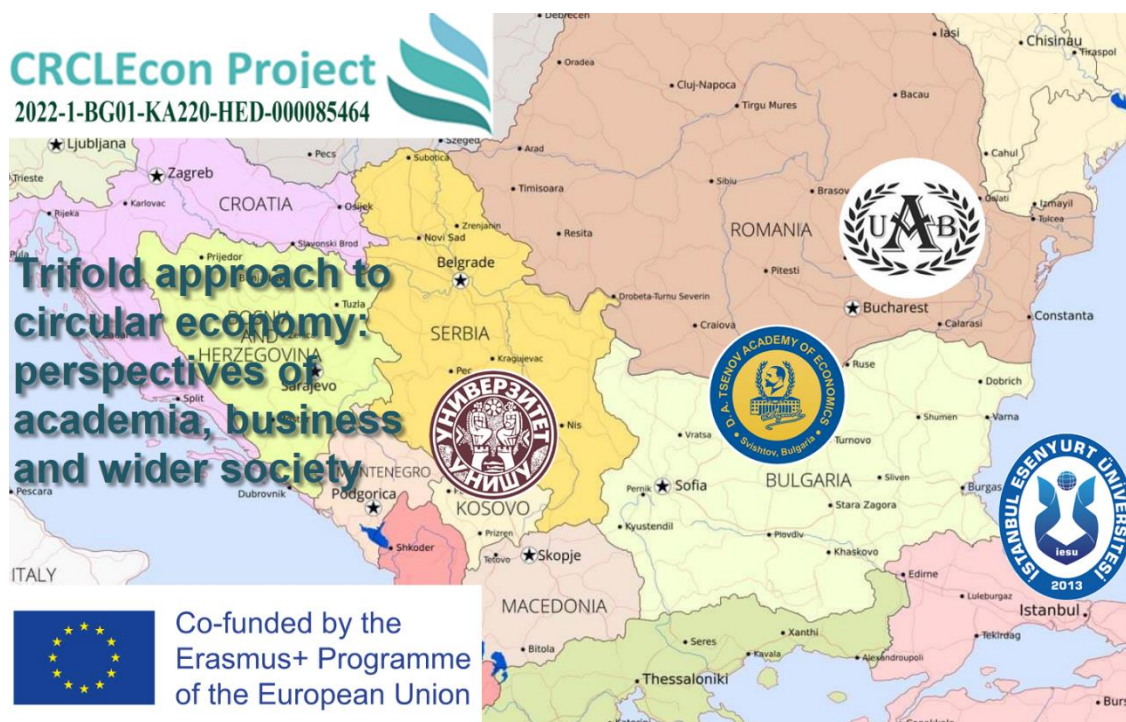 CRCLEcon Project
2022-1-BG01-KA220-HED-000085464
Trifold approach to
circular economy:
perspectives of
academia, business
and wider society
Debrecen
Iasi
Chisinau
Tiraspol
Oradea
Cluj-Napoca
Tirgu Mures
Bacau
Ljubljana
Pecs
Szeged
Arad
Cahul
Trieste
Zagreb
Subotica
Timisoara
Sibiu
Brasov
Galati
Izmayil
Tulcea
Rijeka
Karlovac
CROATIA
Osijek
Zrenjanin
Resita
ROMANIA
UAB
Pula
Slavonski Brod
Novi Sad
Prijedor
Belgrade
Pitesti
Tuzla
Drobeta-Turnu Severin
Bucharest
BOSNIA
AND
HERZEGOVINA
SERBIA
Craiova
Calarasi
Constanta
Kragujevac
Ruse
Sarajevo
D. A. TSENOV ACADEMY OF ECONOMICS
Svishtov, Bulgaria
Dobrich
Split
УНИВЕРЗИТЕТ
У НИШУ
Nis
Vratsa
Turnovo
Shumen
Varna
MONTENEGRO
Pescara
Dubrovnik
Podgorica
KOSOVO
Pernik
Sofia
BULGARIA
Sliven
Burgas
Stara Zagora
İSTANBUL ESENYURT ÜNİVERSİTESİ
iesu
2013
Prizren
Kyustendil
Plovdiv
Shkoder
Tetovo
Skopje
Khaskovo
ITALY
Edirne
Luleburgaz
MACEDONIA
Istanbul
Bitola
Seres
Xanthi
Tekirdag
Kavala
Alexandroupoli
Thessaloniki
Co-funded by the
Erasmus+ Programme
of the European Union